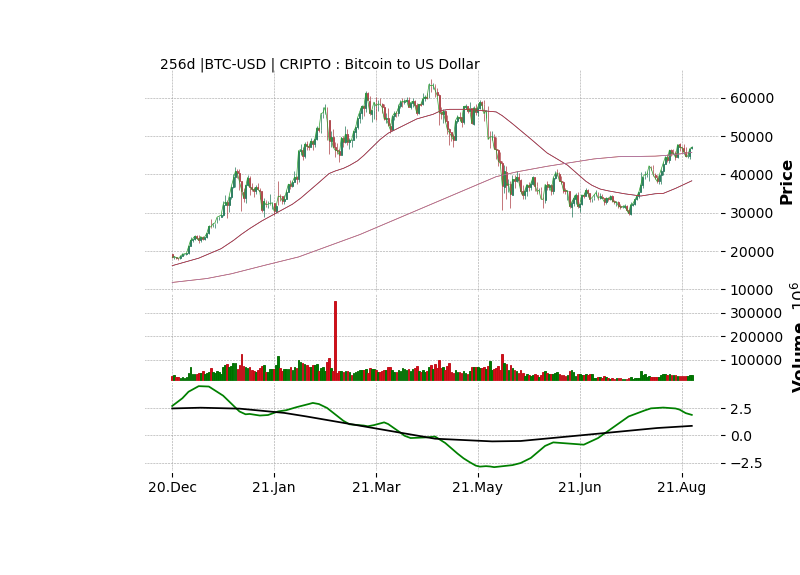 256d |BTC-USD | CRIPTO : Bitcoin to US Dollar
60000
50000
40000
30000
20000
10000
Price
300000
200000
100000
Volume 10^6
2.5
0.0
−2.5
20.Dec
21.Jan
21.Mar
21.May
21.Jun
21.Aug